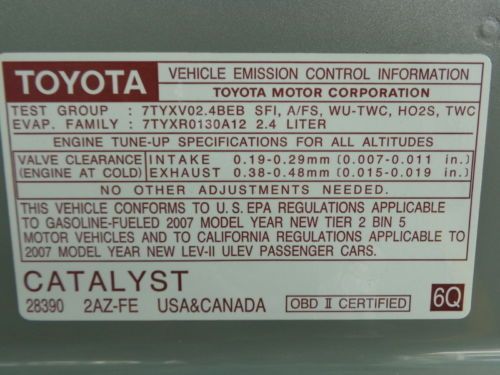 TOYOTA
VEHICLE EMISSION CONTROL INFORMATION
TOYOTA MOTOR CORPORATION
TEST GROUP : 7TYXV02.4BEB SFI, A/FS, WU-TWC, HO2S, TWC
EVAP. FAMILY : 7TYXR0130A12 2.4 LITER
ENGINE TUNE-UP SPECIFICATIONS FOR ALL ALTITUDES
VALVE CLEARANCE INTAKE 0.19-0.29mm (0.007-0.011 in.)
(ENGINE AT COLD) EXHAUST 0.38-0.48mm (0.015-0.019 in.)
NO OTHER ADJUSTMENTS NEEDED.
THIS VEHICLE CONFORMS TO U.S. EPA REGULATIONS APPLICABLE
TO GASOLINE-FUELED 2007 MODEL YEAR NEW TIER 2 BIN 5
MOTOR VEHICLES AND TO CALIFORNIA REGULATIONS APPLICABLE TO
2007 MODEL YEAR NEW LEV-II ULEV PASSENGER CARS.
CATALYST
28390 2AZ-FE USA&CANADA OBD II CERTIFIED 6Q